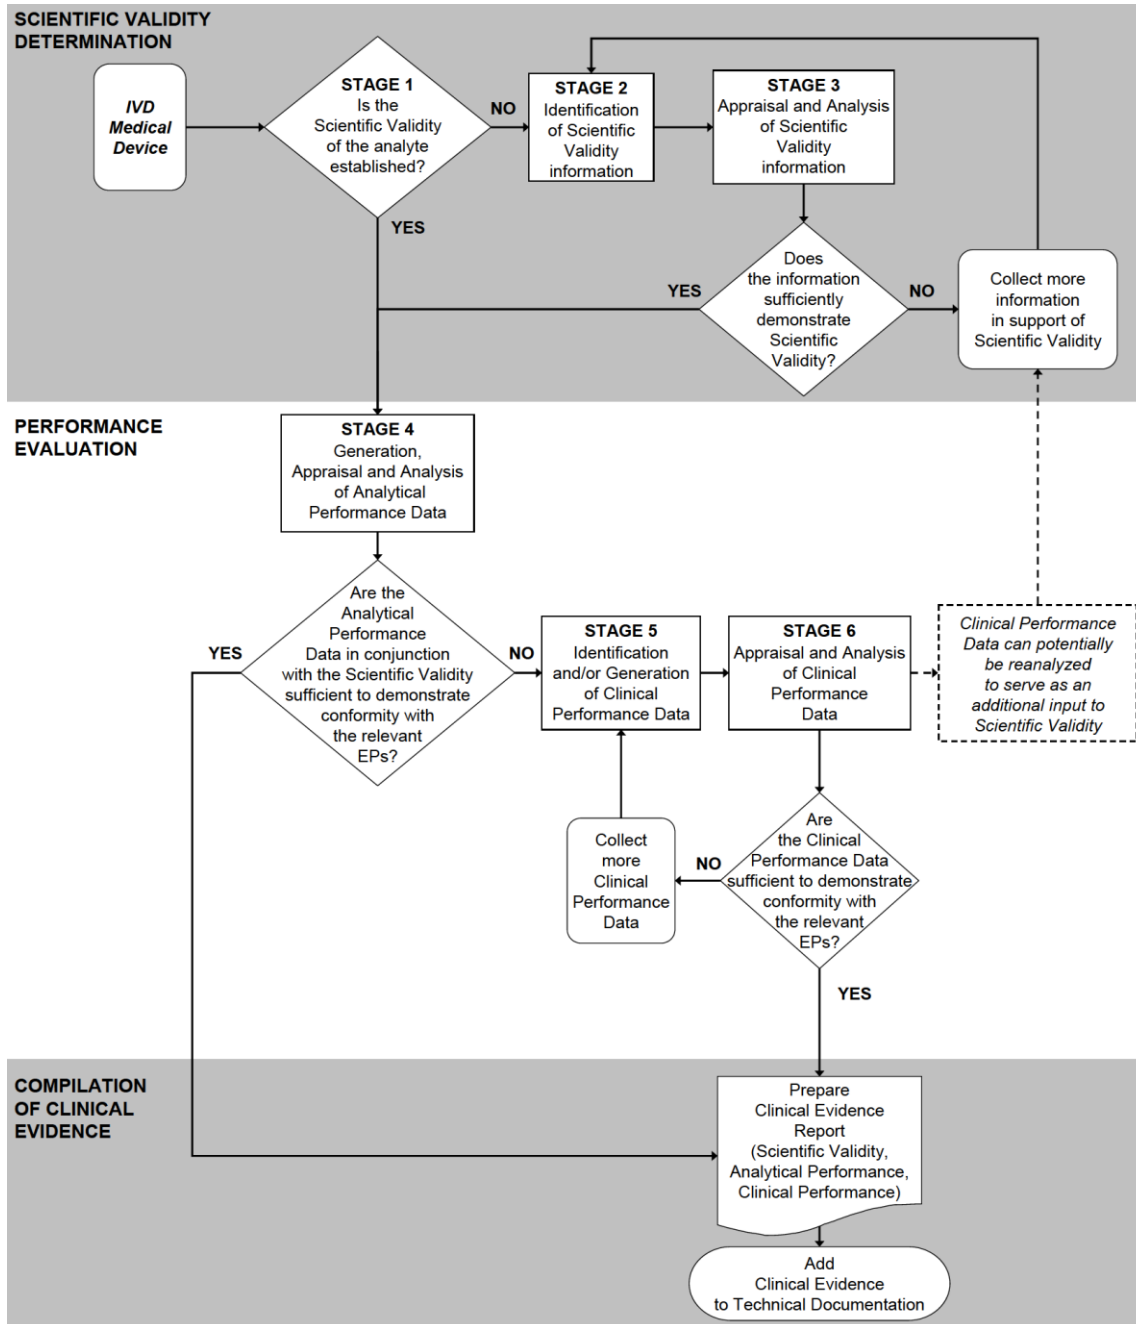 SCIENTIFIC VALIDITY
DETERMINATION
IVD
Medical
Device
STAGE 1
Is the
Scientific Validity
of the analyte
established?
NO
YES
STAGE 2
Identification
of Scientific
Validity
information
STAGE 3
Appraisal and Analysis
of Scientific
Validity
information
Does
the information
sufficiently
demonstrate
Scientific
Validity?
YES
NO
Collect more
information
in support of
Scientific Validity
PERFORMANCE
EVALUATION
STAGE 4
Generation,
Appraisal and Analysis
of Analytical
Performance Data
Are the
Analytical
Performance
Data in conjunction
with the Scientific Validity
sufficient to demonstrate
conformity with
the relevant
EPs?
YES
NO
STAGE 5
Identification
and/or Generation
of Clinical
Performance Data
STAGE 6
Appraisal and Analysis
of Clinical
Performance
Data
Clinical Performance
Data can potentially
be reanalyzed
to serve as an
additional input to
Scientific Validity
Collect
more
Clinical
Performance
Data
NO
Are
the Clinical
Performance Data
sufficient to demonstrate
conformity with
the relevant
EPs?
YES
COMPILATION
OF CLINICAL
EVIDENCE
Prepare
Clinical Evidence
Report
(Scientific Validity,
Analytical Performance,
Clinical Performance)
Add
Clinical Evidence
to Technical Documentation